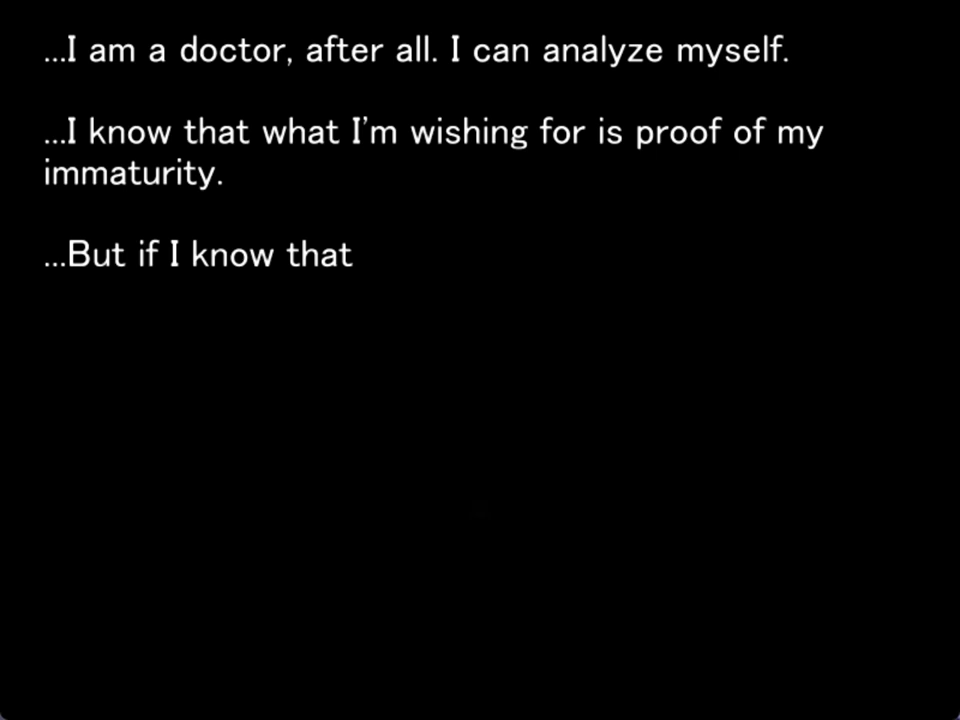 ...I am a doctor, after all. I can analyze myself.
...I know that what I'm wishing for is proof of my
immaturity.
...But if I know that